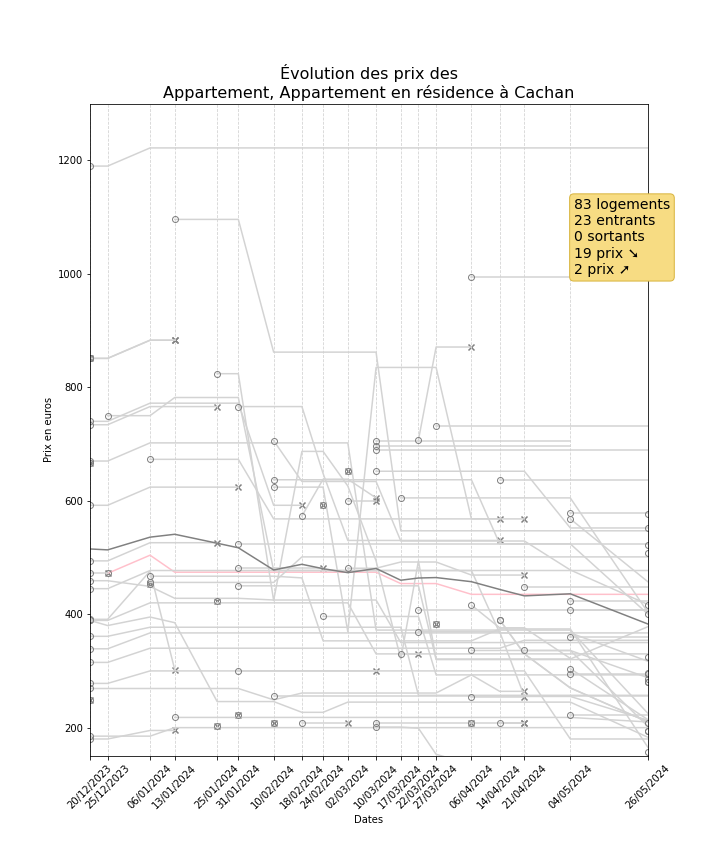 Évolution des prix des
Appartement, Appartement en résidence à Cachan
1200
1000
800
600
400
200
Prix en euros
83 logements
23 entrants
0 sortants
19 prix ➘
2 prix ➚
20/12/2023
25/12/2023
06/01/2024
13/01/2024
25/01/2024
31/01/2024
10/02/2024
18/02/2024
24/02/2024
02/03/2024
10/03/2024
17/03/2024
22/03/2024
27/03/2024
06/04/2024
14/04/2024
21/04/2024
04/05/2024
26/05/2024
Dates